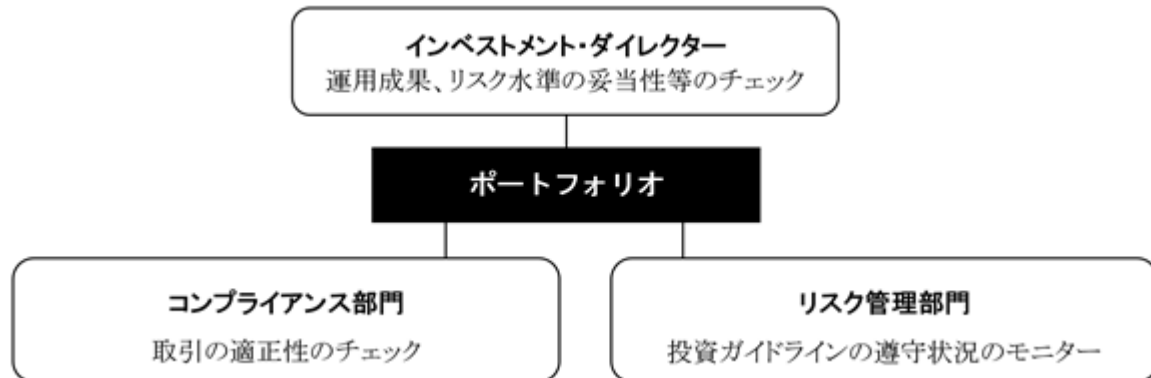 インベストメント・ダイレクター
運用成果、リスク水準の妥当性等のチェック
ポートフォリオ
コンプライアンス部門
取引の適正性のチェック
リスク管理部門
投資ガイドラインの遵守状況のモニター